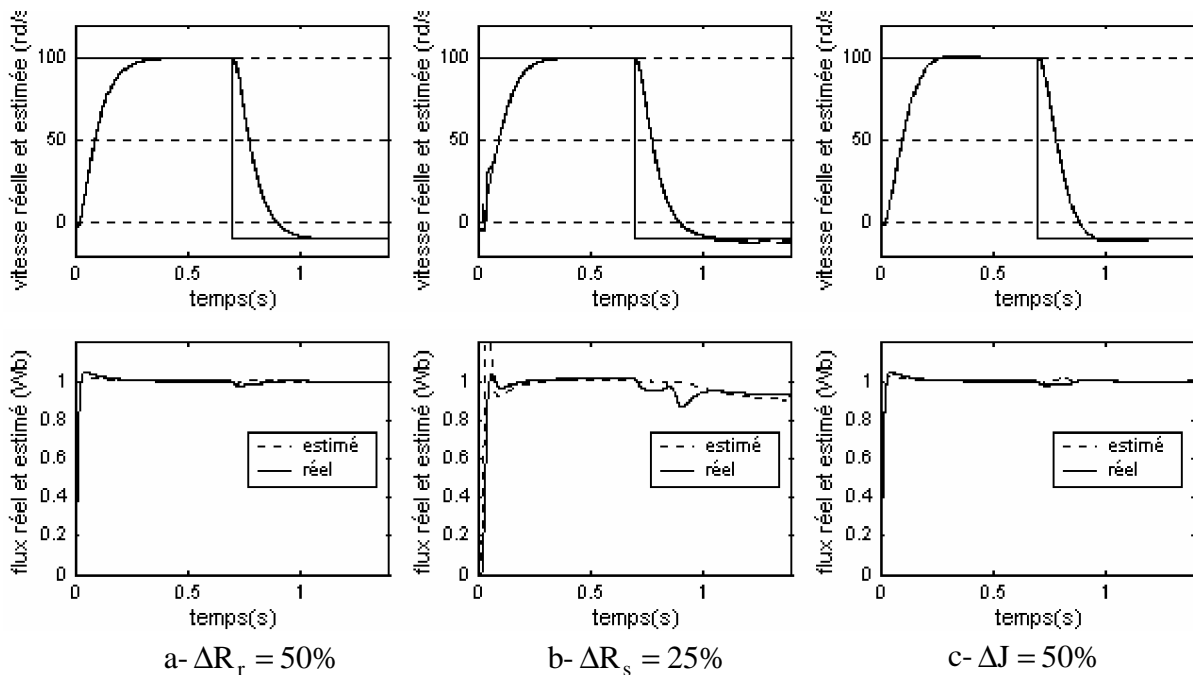 vitesse réelle et estimée (rd/s
100
50
0
0
0.5
1
temps(s)
vitesse réelle et estimée (rd/s
100
50
0
0
0.5
1
temps(s)
vitesse réelle et estimée (rd/s
100
50
0
0
0.5
1
temps(s)
flux réel et estimé (Wb)
1
0.8
0.6
0.4
0.2
0
estimé
réel
0
0.5
1
temps(s)
flux réel et estimé (Wb)
1
0.8
0.6
0.4
0.2
0
estimé
réel
0
0.5
1
temps(s)
flux réel et estimé (Wb)
1
0.8
0.6
0.4
0.2
0
estimé
réel
0
0.5
1
temps(s)
a- ΔR_r = 50%
b- ΔR_s = 25%
c- ΔJ = 50%